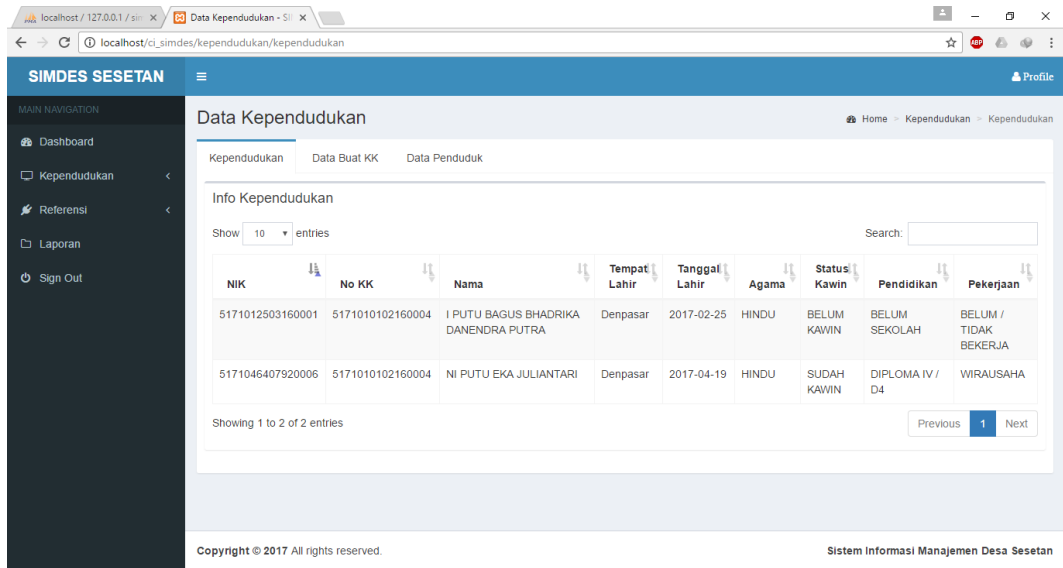 localhost / 127.0.0.1 / sim
Data Kependudukan - SI
localhost/ci_simdes/kependudukan/kependudukan
ABP
SIMDES SESETAN
Profile
MAIN NAVIGATION
Dashboard
Kependudukan
Referensi
Laporan
Sign Out
Data Kependudukan
Home > Kependudukan > Kependudukan
Kependudukan Data Buat KK Data Penduduk
Info Kependudukan
Show 10 entries
Search:
NIK No KK Nama Tempat Lahir Tanggal Lahir Agama Status Kawin Pendidikan Pekerjaan
5171012503160001 5171010102160004 I PUTU BAGUS BHADRIKA DANENDRA PUTRA Denpasar 2017-02-25 HINDU BELUM KAWIN BELUM SEKOLAH BELUM / TIDAK BEKERJA
5171046407920006 5171010102160004 NI PUTU EKA JULIANTARI Denpasar 2017-04-19 HINDU SUDAH KAWIN DIPLOMA IV / D4 WIRAUSAHA
Showing 1 to 2 of 2 entries
Previous 1 Next
Copyright © 2017 All rights reserved.
Sistem Informasi Manajemen Desa Sesetan